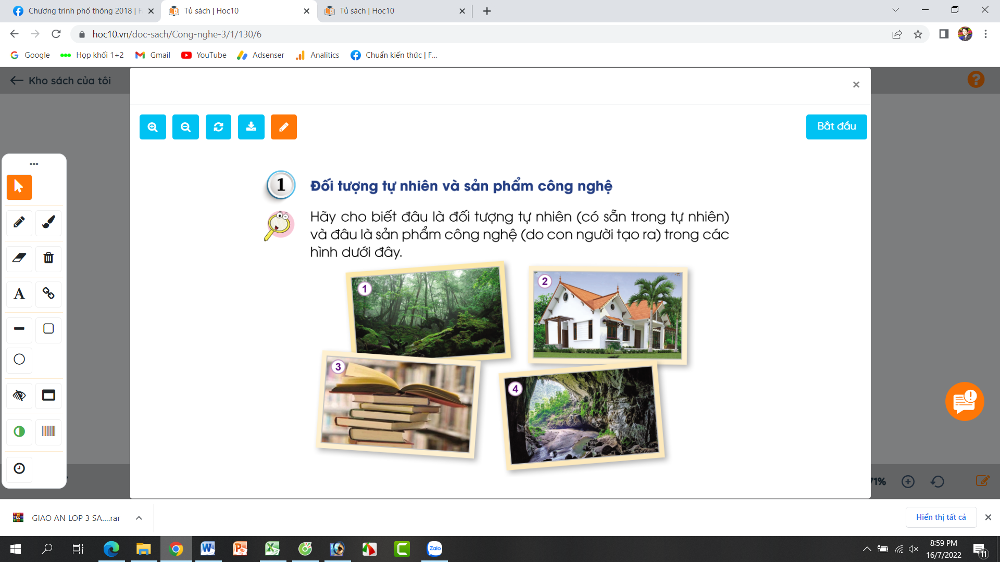 Chương trình phổ thông 2018 | F
Tủ sách | Hoc10
Tủ sách | Hoc10
hoc10.vn/doc-sach/Cong-nghe-3/1/130/6
Google
Họp khối 1+2
Gmail
YouTube
Adsenser
Analitics
Chuẩn kiến thức | F...
Kho sách của tôi
Bắt đầu
1 Đối tượng tự nhiên và sản phẩm công nghệ
Hãy cho biết đâu là đối tượng tự nhiên (có sẵn trong tự nhiên)
và đâu là sản phẩm công nghệ (do con người tạo ra) trong các
hình dưới đây.
1
2
3
4
71%
GIAO AN LOP 3 SA....rar
Hiển thị tất cả
Zalo
8:59 PM
16/7/2022
11